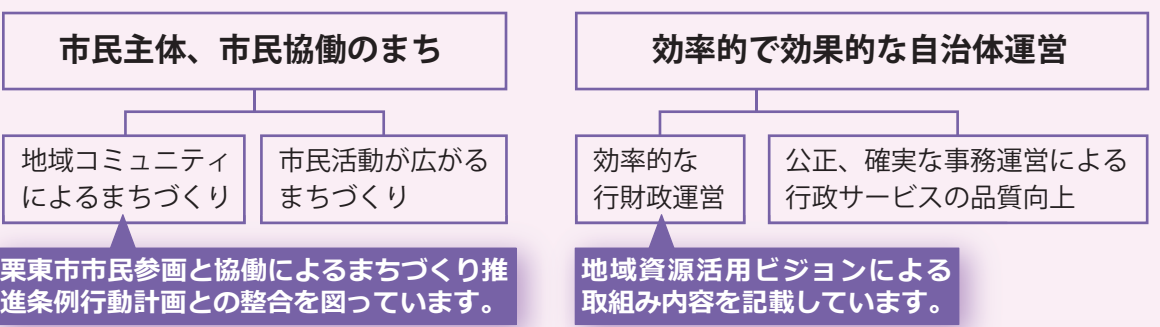 市民主体、市民協働のまち
地域コミュニティ
によるまちづくり
市民活動が広がる
まちづくり
栗東市市民参画と協働によるまちづくり推
進条例行動計画との整合を図っています。
効率的で効果的な自治体運営
効率的な
行財政運営
公正、確実な事務運営による
行政サービスの品質向上
地域資源活用ビジョンによる
取組み内容を記載しています。